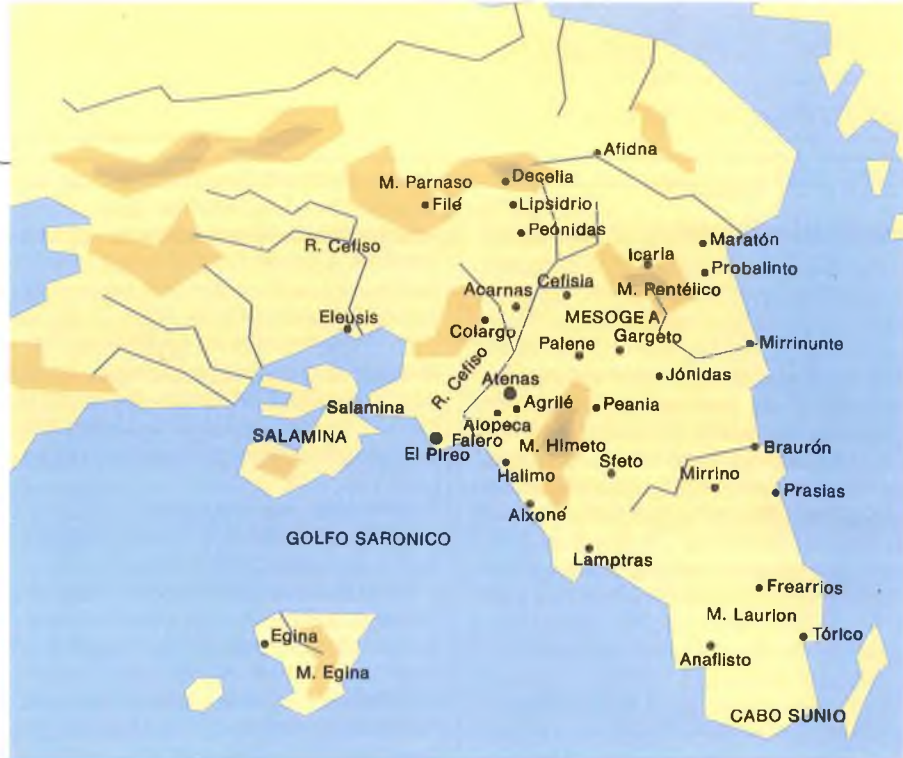 Afidna
Decelia
M. Parnaso
Filé
Lipsidrio
Peónidas
Maratón
R. Cefiso
Icaria
Probalinto
Cefisia
M. Pentélico
Acarnas
MESOGEA
Eleusis
Colargo
Gargeto
Mirrinunte
Palene
R. Cefiso
Jónidas
Atenas
Salamina
Agrilé
Peania
Alopeca
SALAMINA
Falero
M. Himeto
Braurón
El Pireo
Halimo
Sfeto
Mirrino
Prasias
Aixoné
GOLFO SARONICO
Lamptras
Frearrios
M. Laurion
Egina
Tórico
Anaflisto
M. Egina
CABO SUNIO